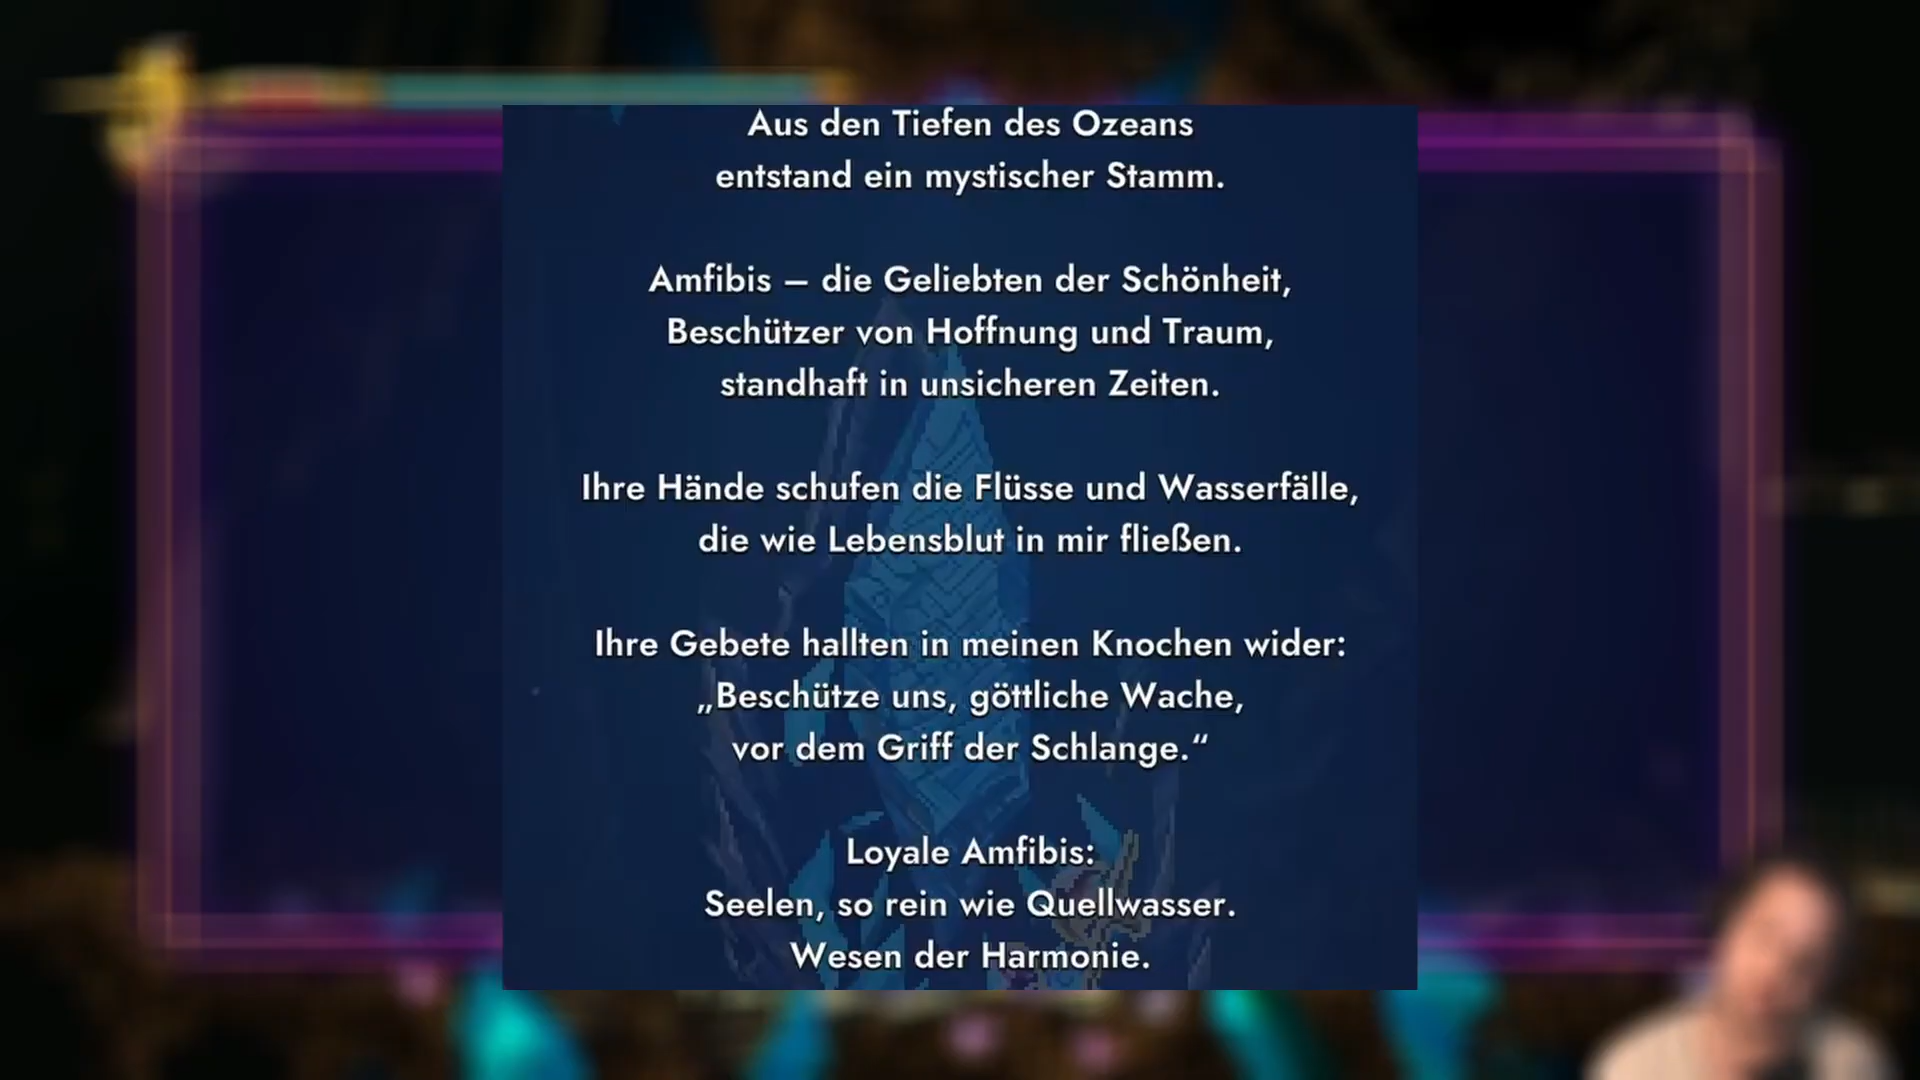 Aus den Tiefen des Ozeans
entstand ein mystischer Stamm.
Amfibis – die Geliebten der Schönheit,
Beschützer von Hoffnung und Traum,
standhaft in unsicheren Zeiten.
Ihre Hände schufen die Flüsse und Wasserfälle,
die wie Lebensblut in mir fließen.
Ihre Gebete hallten in meinen Knochen wider:
„Beschütze uns, göttliche Wache,
vor dem Griff der Schlange.“
Loyale Amfibis:
Seelen, so rein wie Quellwasser.
Wesen der Harmonie.